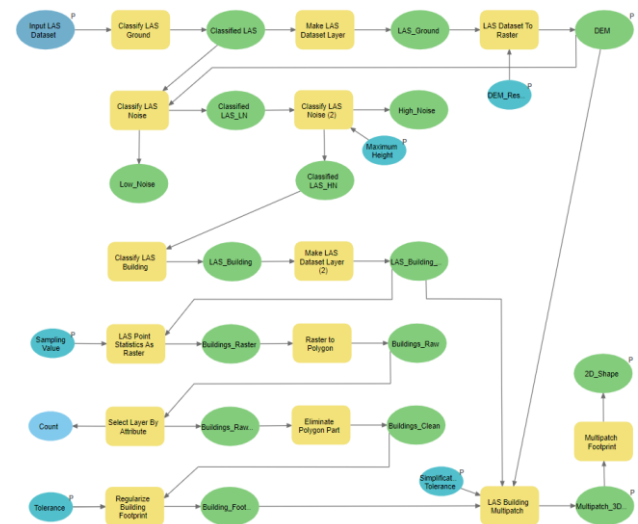 P
Input LAS
Dataset
Classify LAS
Ground
Classified LAS
Make LAS
Dataset Layer
LAS_Ground
LAS Dataset To
Raster
P
DEM
P
DEM_Res...
Classify LAS
Noise
Classified
LAS_LN
Classify LAS
Noise (2)
High_Noise
P
Maximum
Height
Low_Noise
Classified
LAS_HN
Classify LAS
Building
LAS_Building
Make LAS
Dataset Layer
(2)
LAS_Building_...
P
Sampling
Value
LAS Point
Statistics As
Raster
Buildings_Raster
Raster to
Polygon
Buildings_Raw
P
2D_Shape
Count
Select Layer By
Attribute
Buildings_Raw...
Eliminate
Polygon Part
Buildings_Clean
Multipatch
Footprint
P
Simplificat...
Tolerance
P
Tolerance
Regularize
Building
Footprint
Building_Foot...
LAS Building
Multipatch
P
Multipatch_3D...